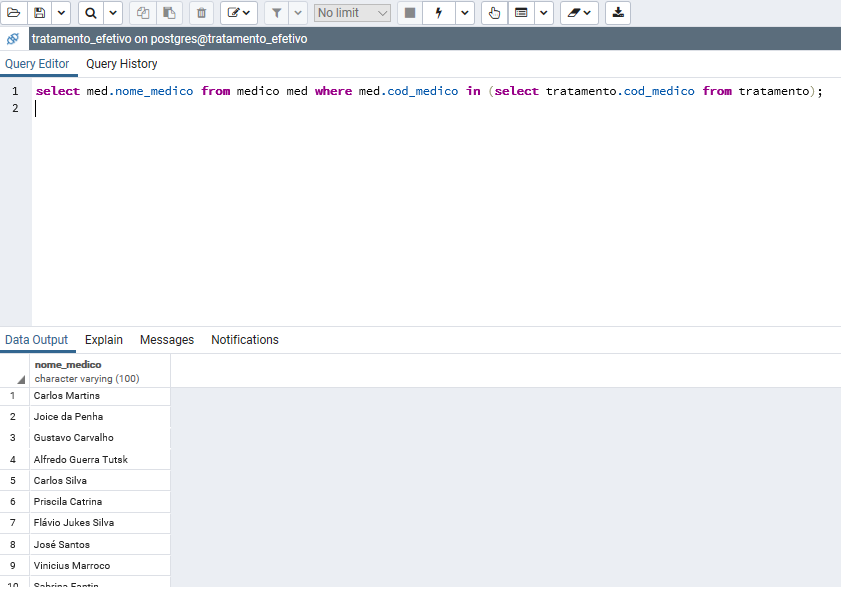 No limit
tratamento_efetivo on postgres@tratamento_efetivo
Query Editor Query History
1 select med.nome_medico from medico med where med.cod_medico in (select tratamento.cod_medico from tratamento);
2
Data Output Explain Messages Notifications
nome_medico
character varying (100)
1 Carlos Martins
2 Joice da Penha
3 Gustavo Carvalho
4 Alfredo Guerra Tutsk
5 Carlos Silva
6 Priscila Catrina
7 Flávio Jukes Silva
8 José Santos
9 Vinicius Marroco
10 Sabrina Fantin